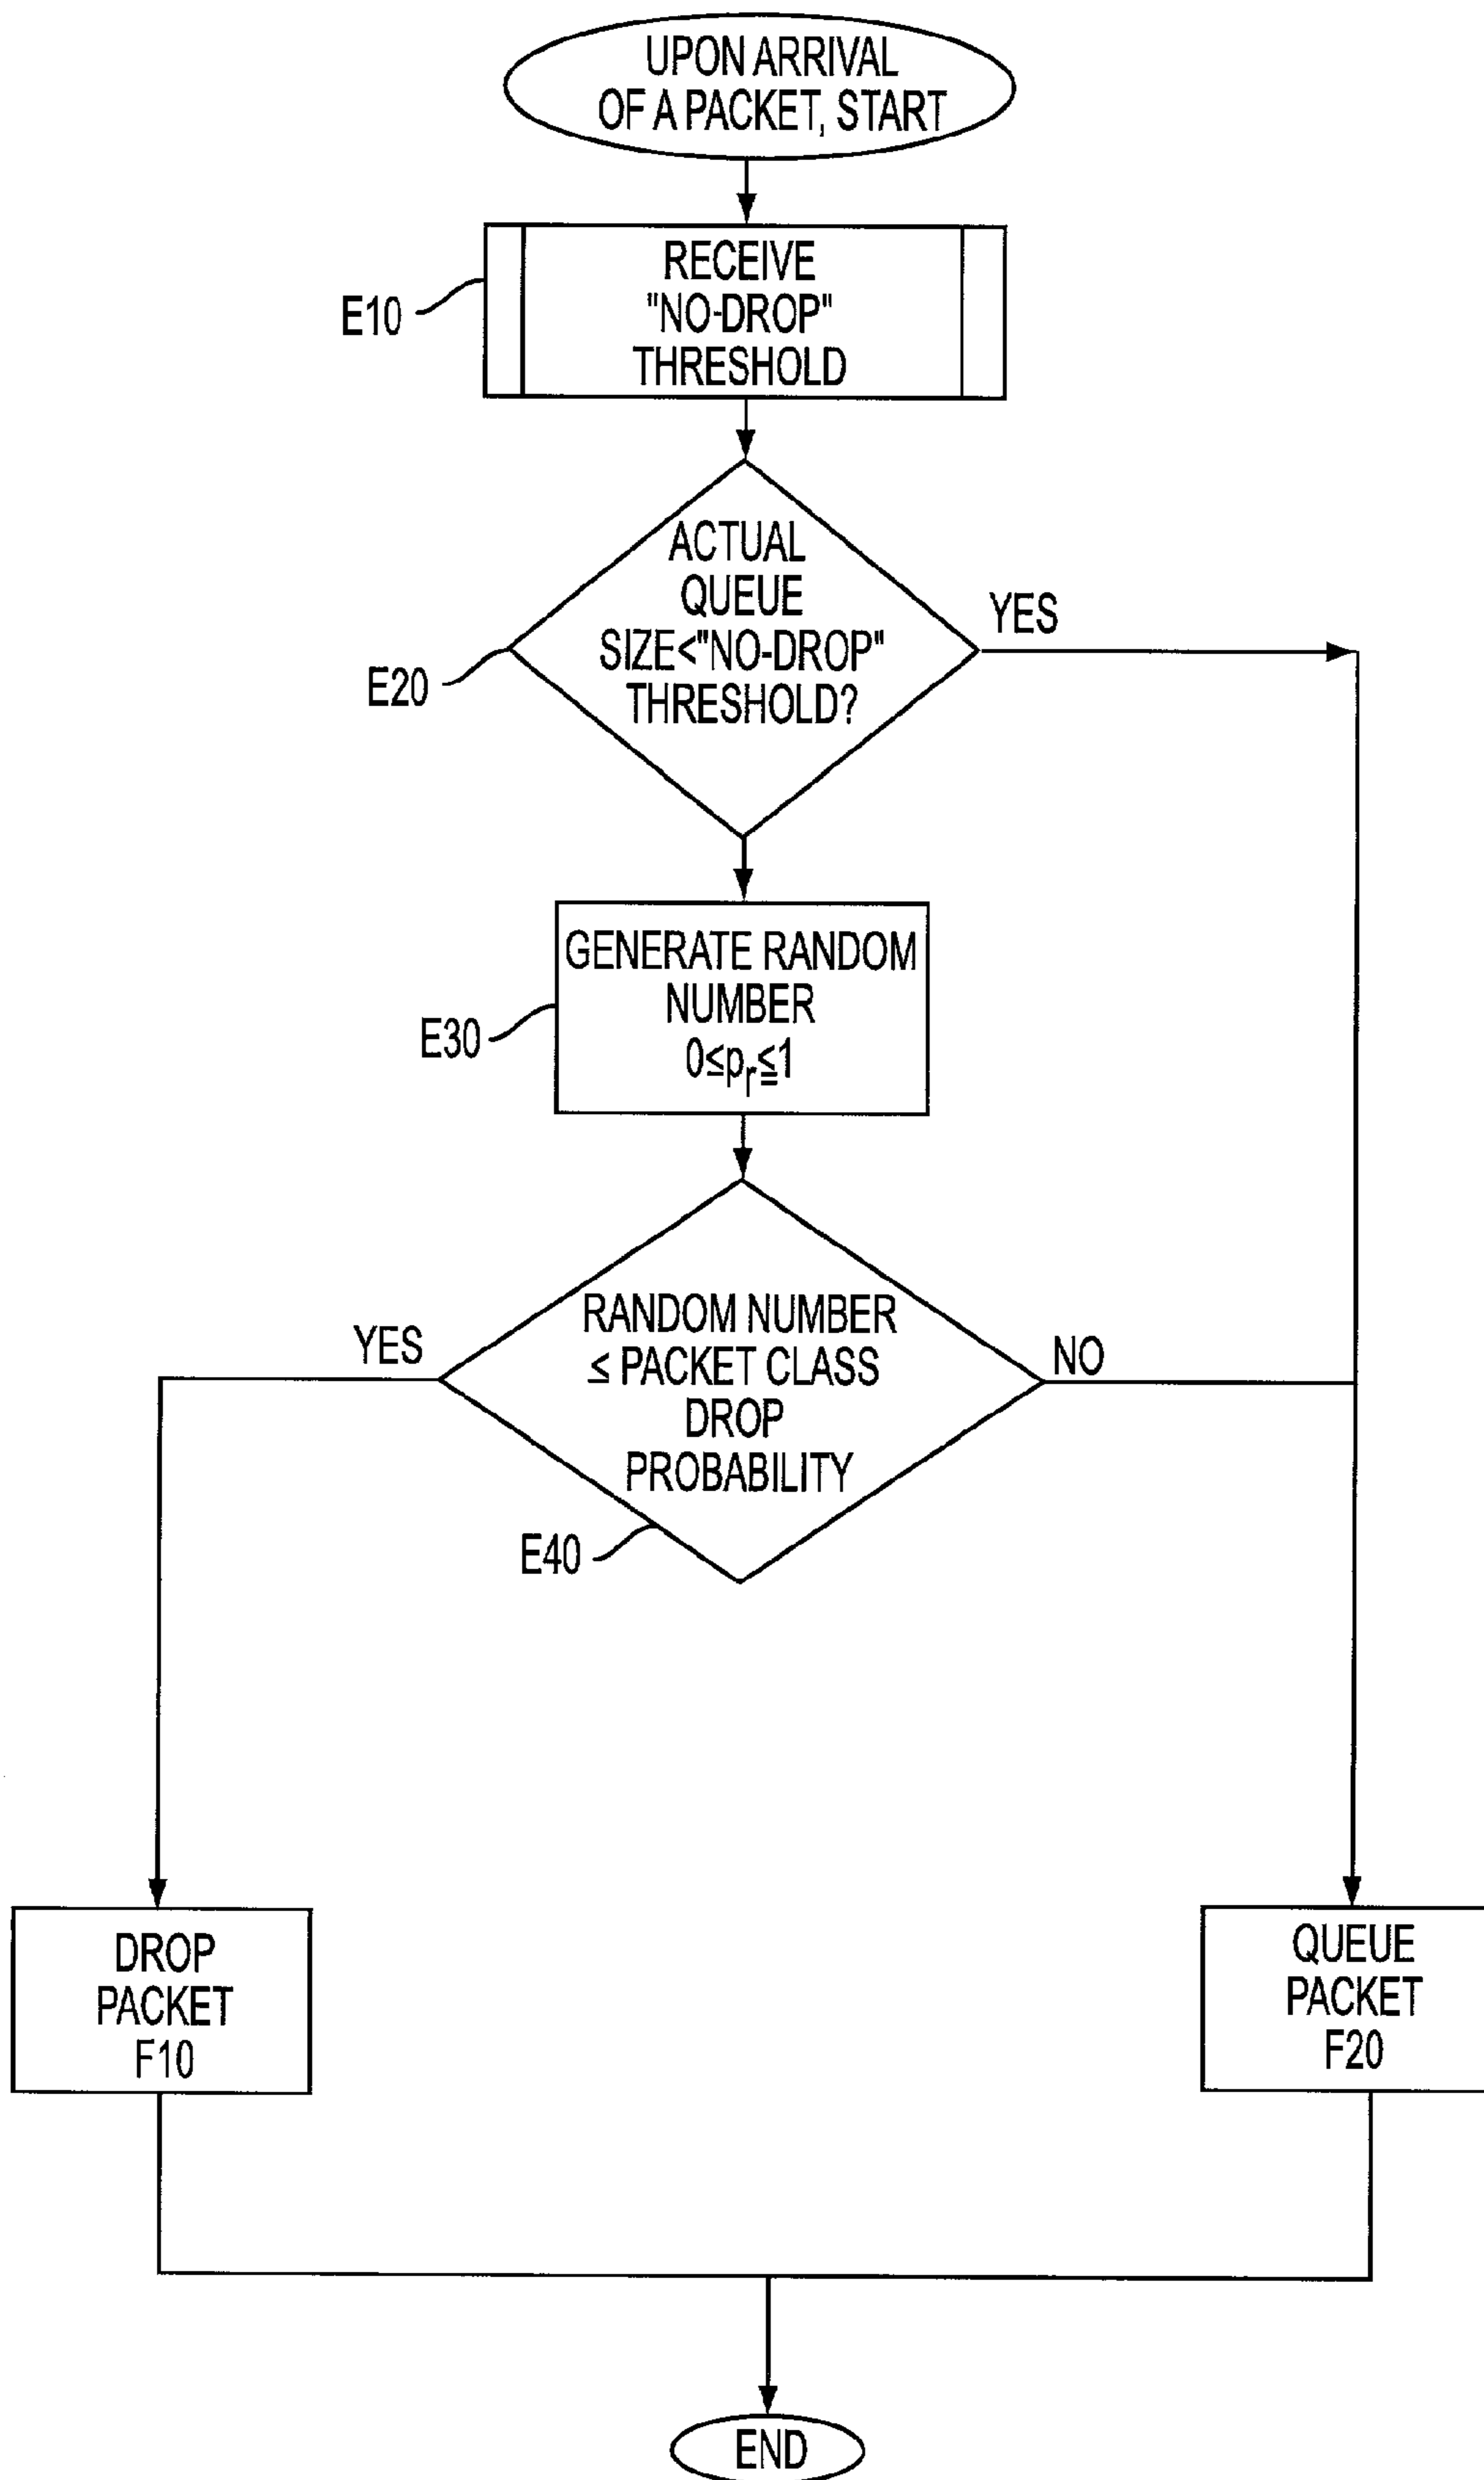 UPON ARRIVAL
OF A PACKET, START
RECEIVE
"NO-DROP"
THRESHOLD
E10
ACTUAL
QUEUE
SIZE<"NO-DROP"
THRESHOLD?
YES
E20
GENERATE RANDOM
NUMBER
0≤pr≤1
E30
RANDOM NUMBER
≤ PACKET CLASS
DROP
PROBABILITY
YES
NO
E40
DROP
PACKET
F10
QUEUE
PACKET
F20
END